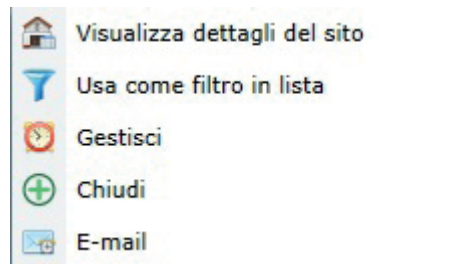 Visualizza dettagli del sito
Usa come filtro in lista
Gestisci
Chiudi
E-mail